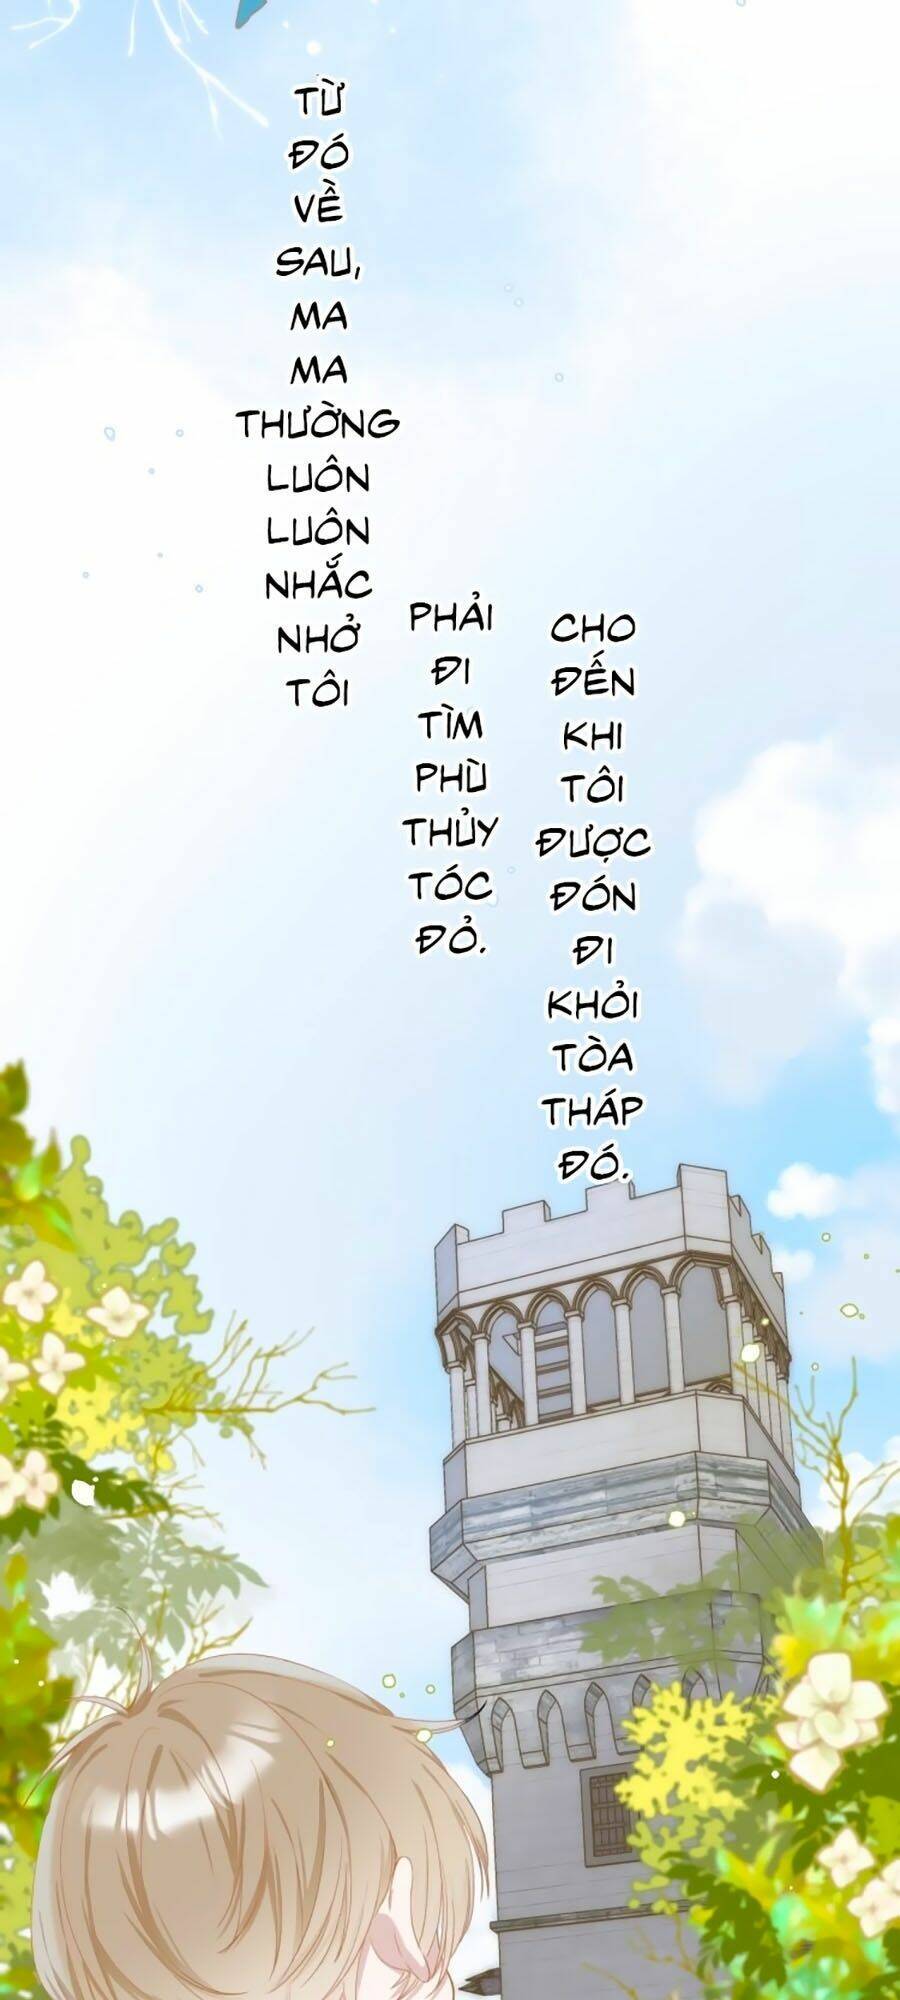 TỪ
ĐÓ
VỀ
SAU,
MA
MA
THƯỜNG
LUÔN
LUÔN
NHẮC
NHỞ
TÔI
PHẢI
ĐI
TÌM
PHÙ
THỦY
TÓC
ĐỎ.
CHO
ĐẾN
KHI
TÔI
ĐƯỢC
ĐÓN
ĐI
KHỎI
TÒA
THÁP
ĐÓ.